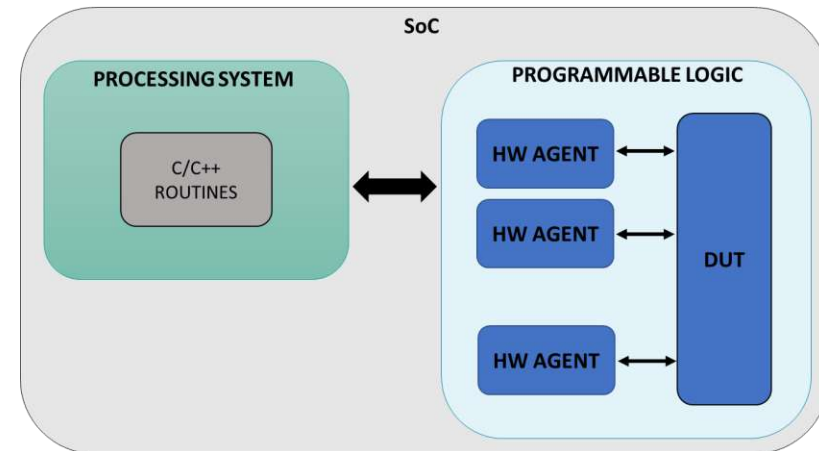 SoC
PROCESSING SYSTEM
C/C++
ROUTINES
PROGRAMMABLE LOGIC
HW AGENT
HW AGENT
HW AGENT
DUT